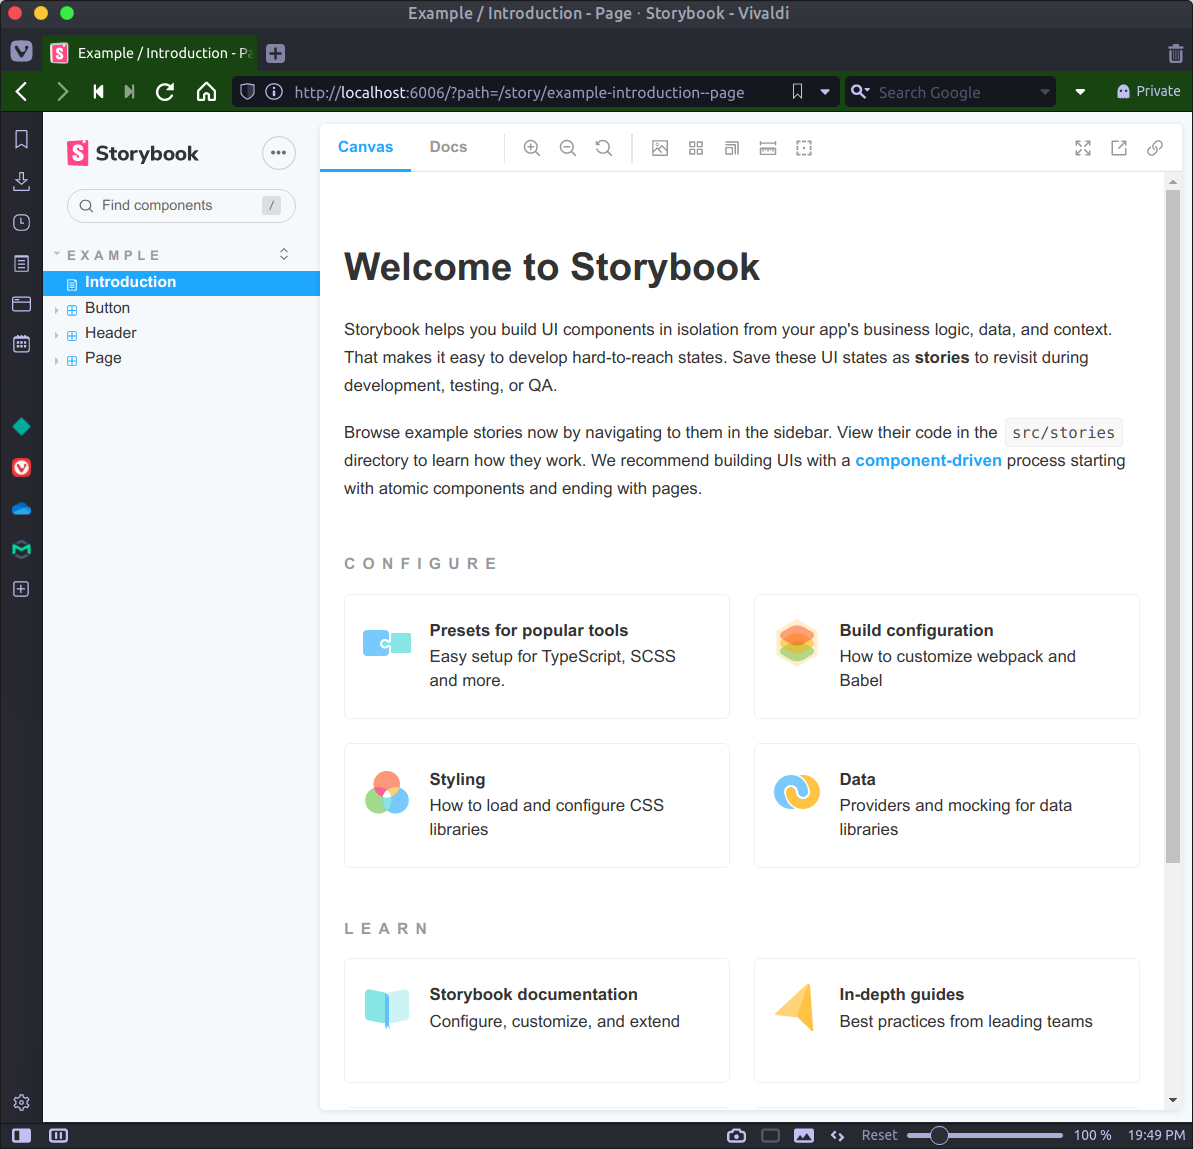 Example / Introduction - Page · Storybook - Vivaldi
Example / Introduction - Pa
http://localhost:6006/?path=/story/example-introduction--page
Search Google
Private
Storybook
Find components
/
EXAMPLE
Introduction
Button
Header
Page
Canvas
Docs
Welcome to Storybook
Storybook helps you build UI components in isolation from your app's business logic, data, and context.
That makes it easy to develop hard-to-reach states. Save these UI states as stories to revisit during
development, testing, or QA.
Browse example stories now by navigating to them in the sidebar. View their code in the src/stories
directory to learn how they work. We recommend building UIs with a component-driven process starting
with atomic components and ending with pages.
CONFIGURE
Presets for popular tools
Easy setup for TypeScript, SCSS
and more.
Build configuration
How to customize webpack and
Babel
Styling
How to load and configure CSS
libraries
Data
Providers and mocking for data
libraries
LEARN
Storybook documentation
Configure, customize, and extend
In-depth guides
Best practices from leading teams
Reset
100 %
19:49 PM